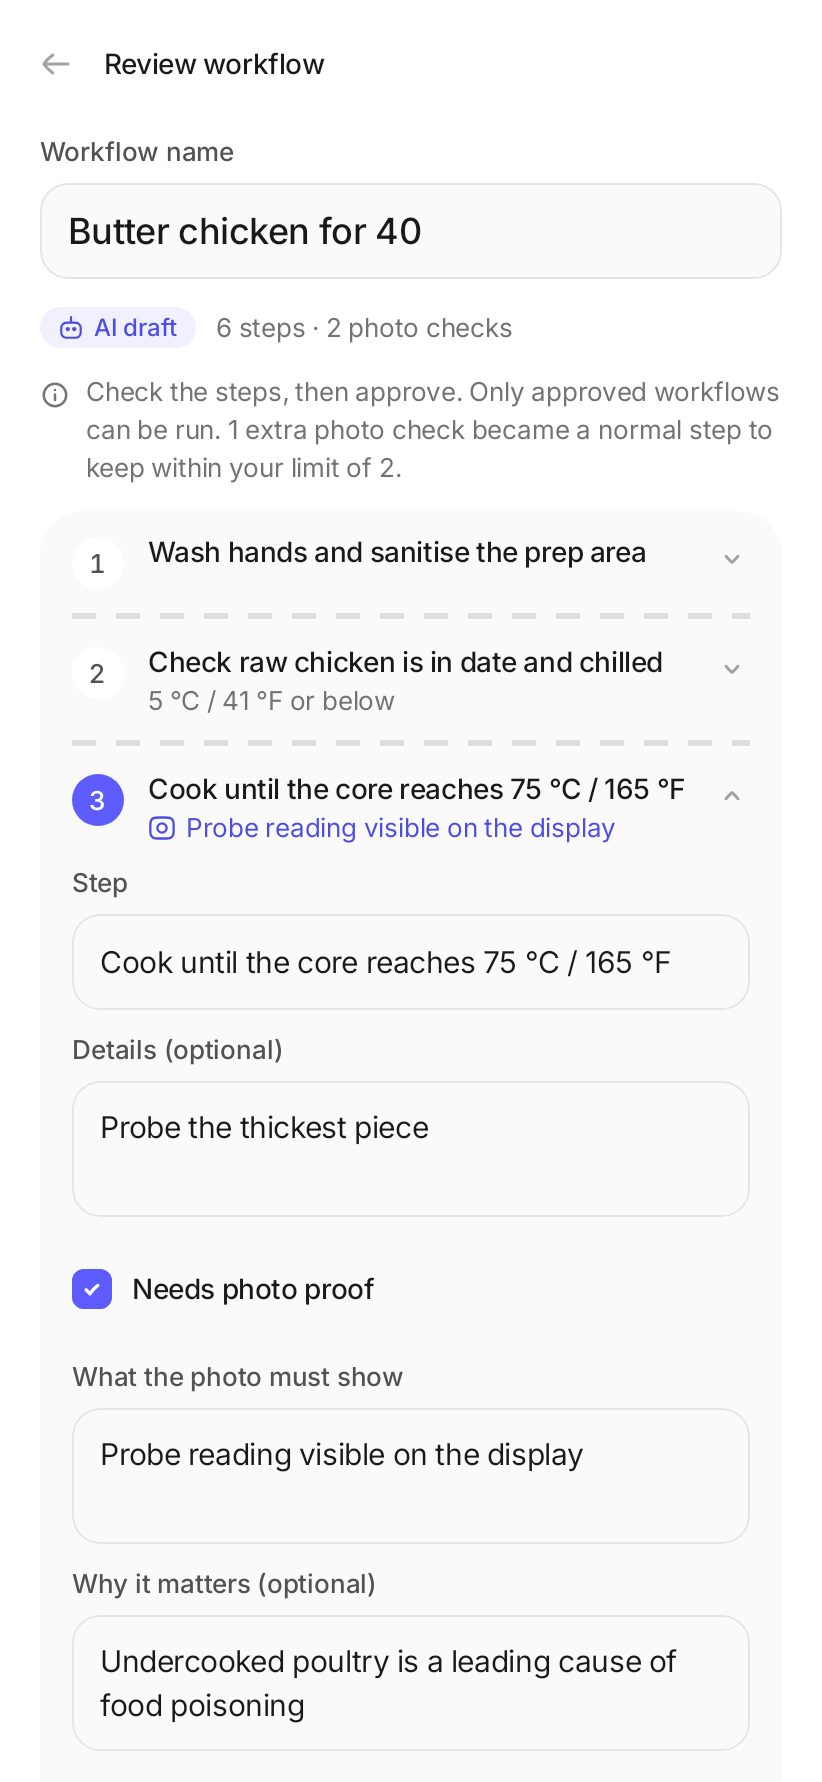 Review workflow
Workflow name
Butter chicken for 40
AI draft
6 steps · 2 photo checks
Check the steps, then approve. Only approved workflows
can be run. 1 extra photo check became a normal step to
keep within your limit of 2.
1
Wash hands and sanitise the prep area
2
Check raw chicken is in date and chilled
5 °C / 41 °F or below
3
Cook until the core reaches 75 °C / 165 °F
Probe reading visible on the display
Step
Cook until the core reaches 75 °C / 165 °F
Details (optional)
Probe the thickest piece
Needs photo proof
What the photo must show
Probe reading visible on the display
Why it matters (optional)
Undercooked poultry is a leading cause of
food poisoning